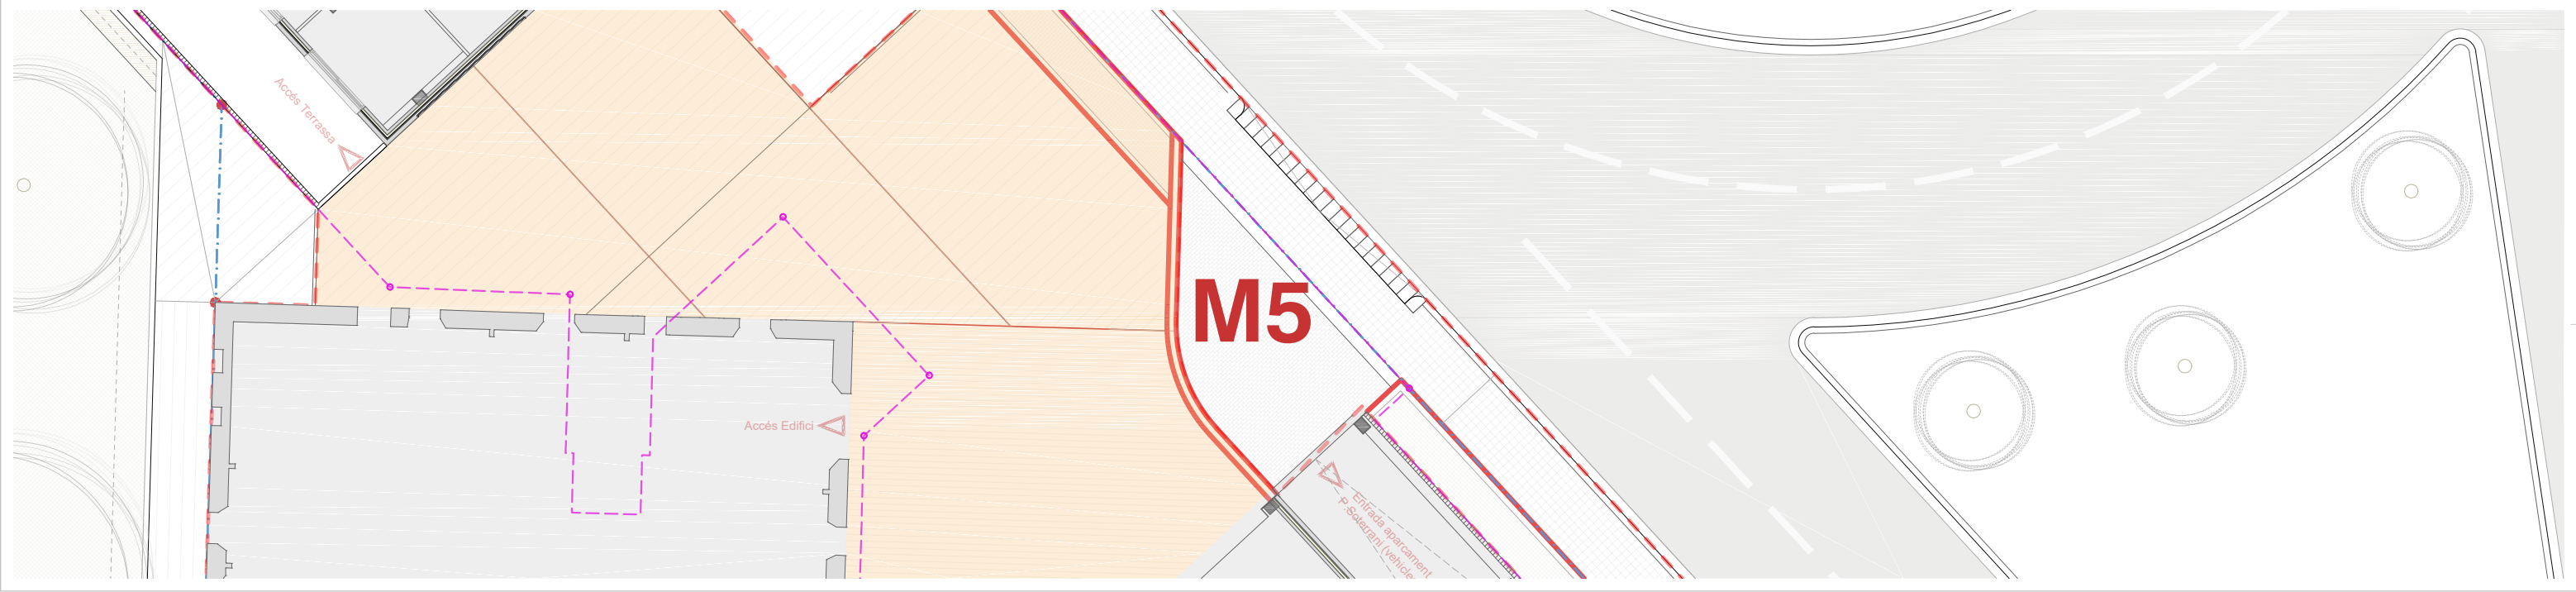 Accés Terrassa
M5
Accés Edifici
Entrada aparcament
P.Soterrani (vehicle